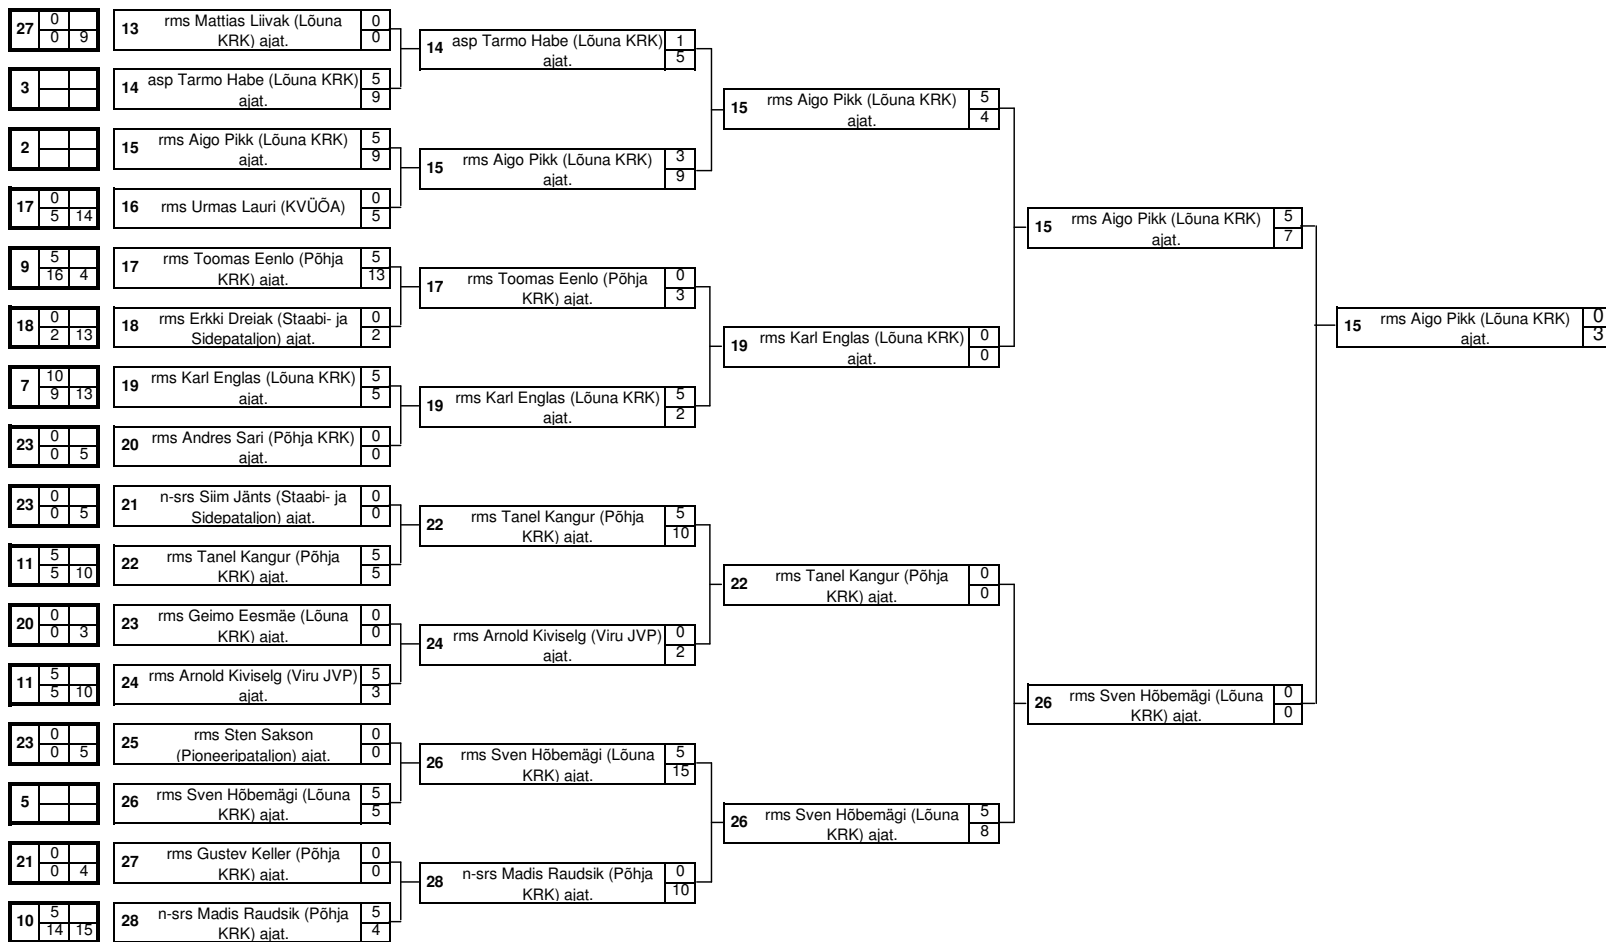 27 0 0 9
13 rms Mattias Liivak (Lõuna 0
KRK) ajat. 0
3
14 asp Tarmo Habe (Lõuna KRK) 5
ajat. 9
2
15 rms Aigo Pikk (Lõuna KRK) 5
ajat. 9
17 0 5 14
16 rms Urmas Lauri (KVÜÕA) 0 5
9 5 16 4
17 rms Toomas Eenlo (Põhja 5
KRK) ajat. 13
18 0 2 13
18 rms Erkki Dreiak (Staabi- ja 0
Sidepataljon) ajat. 2
7 10 9 13
19 rms Karl Englas (Lõuna KRK) 5
ajat. 5
23 0 0 5
20 rms Andres Sari (Põhja KRK) 0
ajat. 0
23 0 0 5
21 n-srs Siim Jänts (Staabi- ja 0
Sidepataljon) ajat. 0
11 5 5 10
22 rms Tanel Kangur (Põhja 5
KRK) ajat. 5
20 0 0 3
23 rms Geimo Eesmäe (Lõuna 0
KRK) ajat. 0
11 5 5 10
24 rms Arnold Kiviselg (Viru JVP) 5
ajat. 3
23 0 0 5
25 rms Sten Sakson 0
(Pioneeripataljon) ajat. 0
5
26 rms Sven Hõbemägi (Lõuna 5
KRK) ajat. 5
21 0 0 4
27 rms Gustev Keller (Põhja 0
KRK) ajat. 0
10 5 14 15
28 n-srs Madis Raudsik (Põhja 5
KRK) ajat. 4
14 asp Tarmo Habe (Lõuna KRK) 1
ajat. 5
15 rms Aigo Pikk (Lõuna KRK) 3
ajat. 9
17 rms Toomas Eenlo (Põhja 0
KRK) ajat. 3
19 rms Karl Englas (Lõuna KRK) 5
ajat. 2
22 rms Tanel Kangur (Põhja 5
KRK) ajat. 10
24 rms Arnold Kiviselg (Viru JVP) 0
ajat. 2
26 rms Sven Hõbemägi (Lõuna 5
KRK) ajat. 15
28 n-srs Madis Raudsik (Põhja 0
KRK) ajat. 10
15 rms Aigo Pikk (Lõuna KRK) 5
ajat. 4
19 rms Karl Englas (Lõuna KRK) 0
ajat. 0
22 rms Tanel Kangur (Põhja 0
KRK) ajat. 0
26 rms Sven Hõbemägi (Lõuna 5
KRK) ajat. 8
15 rms Aigo Pikk (Lõuna KRK) 5
ajat. 7
26 rms Sven Hõbemägi (Lõuna 0
KRK) ajat. 0
15 rms Aigo Pikk (Lõuna KRK) 0
ajat. 3